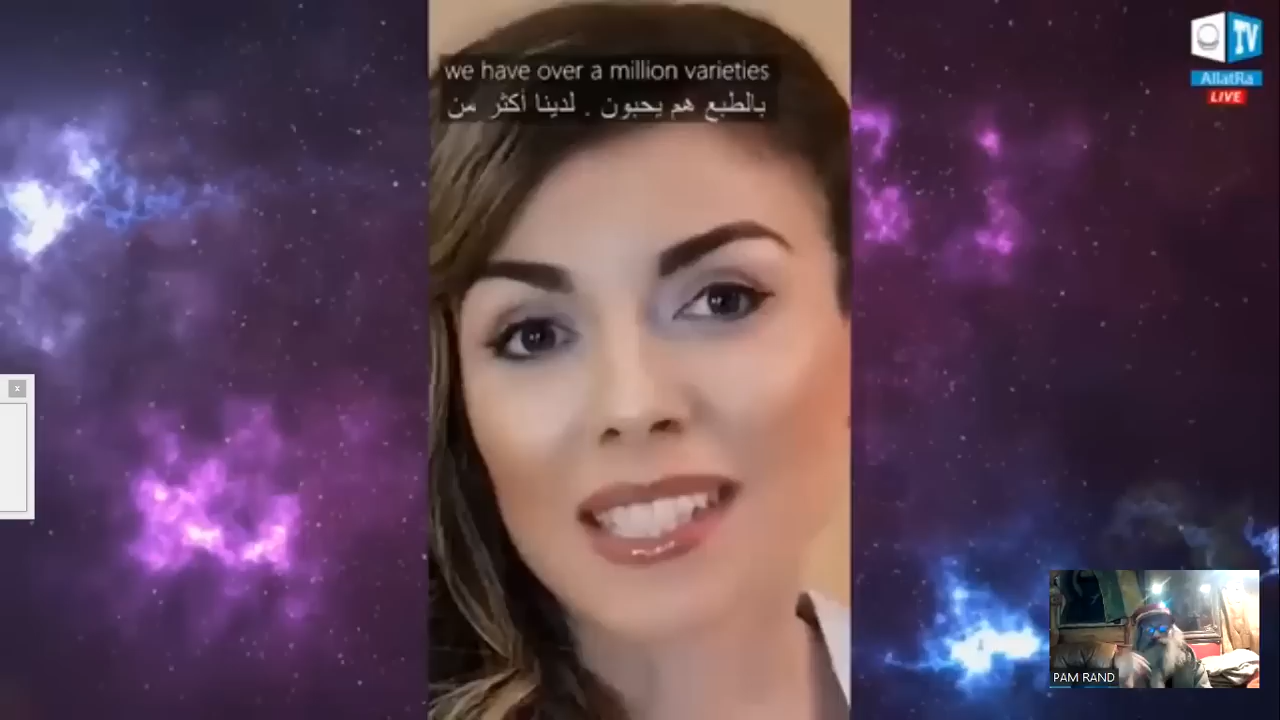 we have over a million varieties
بالطبع هم يحبون . لدينا أكثر من
TV
AllatRa
LIVE
x
PAM RAND